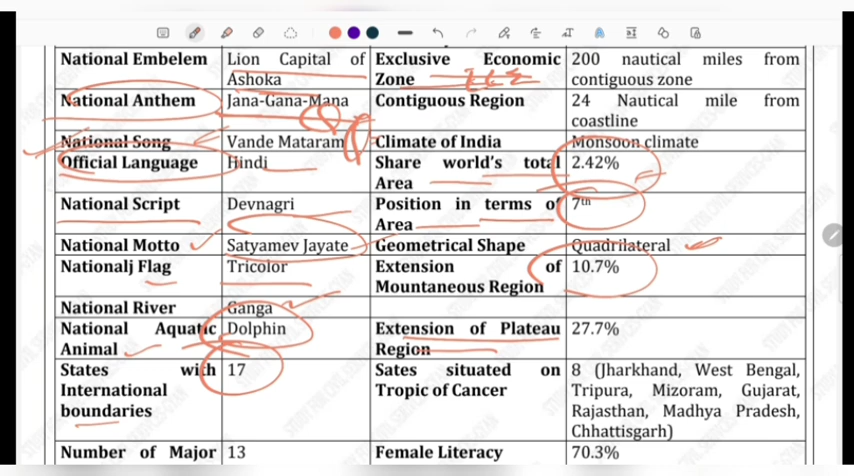 National Embelem | Lion Capital of Ashoka | Exclusive Economic Zone | 200 nautical miles from contiguous zone
National Anthem | Jana-Gana-Mana | Contiguous Region | 24 Nautical mile from coastline
National Song | Vande Mataram | Climate of India | Monsoon climate
Official Language | Hindi | Share world's total Area | 2.42%
National Script | Devnagri | Position in terms of Area | 7th
National Motto | Satyamev Jayate | Geometrical Shape | Quadrilateral
Nationalj Flag | Tricolor | Extension of Mountaneous Region | 10.7%
National River | Ganga
National Aquatic Animal | Dolphin | Extension of Plateau Region | 27.7%
States with International boundaries | 17 | Sates situated on Tropic of Cancer | 8 (Jharkhand, West Bengal, Tripura, Mizoram, Gujarat, Rajasthan, Madhya Pradesh, Chhattisgarh)
Number of Major | 13 | Female Literacy | 70.3%